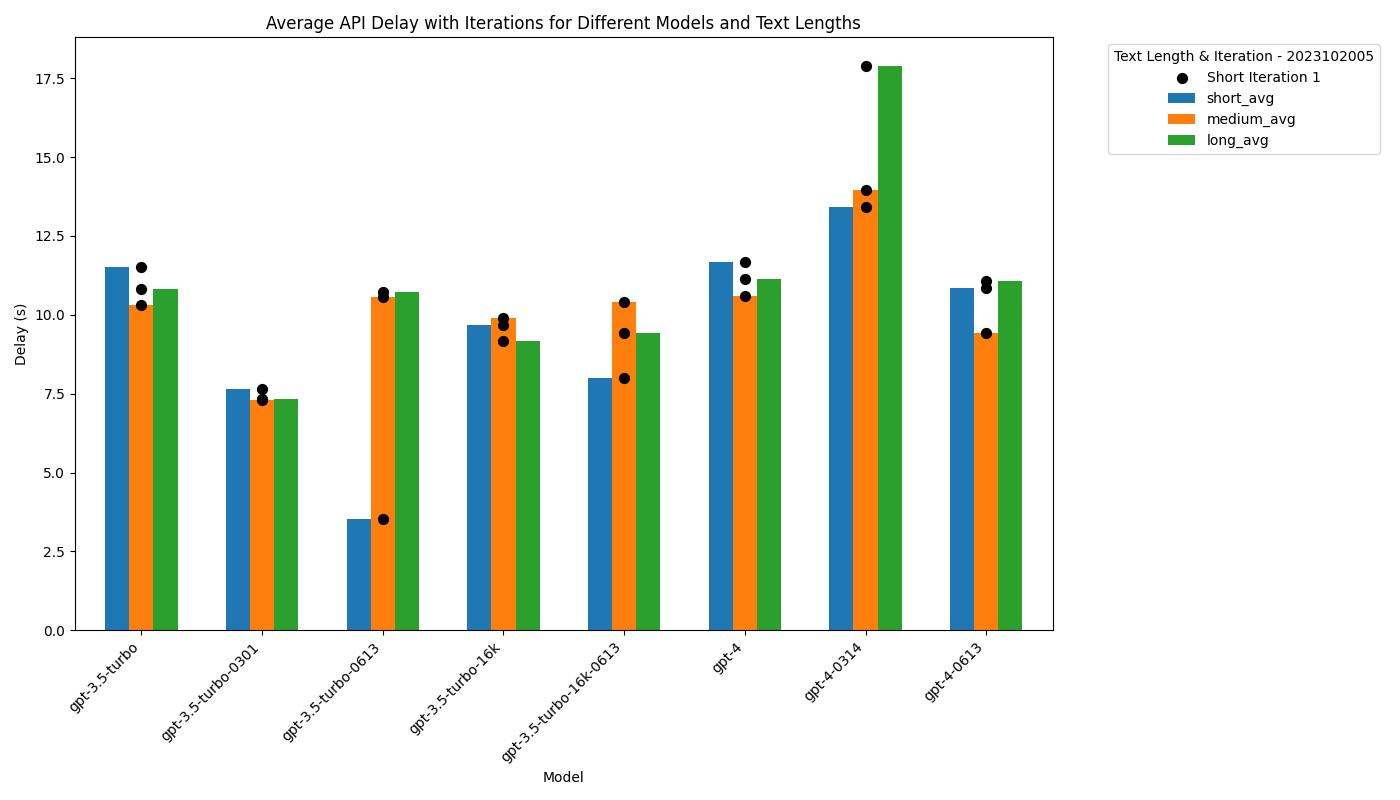 Average API Delay with Iterations for Different Models and Text Lengths
Text Length & Iteration - 2023102005
Short Iteration 1
short_avg
medium_avg
long_avg
Delay (s)
17.5
15.0
12.5
10.0
7.5
5.0
2.5
0.0
gpt-3.5-turbo
gpt-3.5-turbo-0301
gpt-3.5-turbo-0613
gpt-3.5-turbo-16k
gpt-3.5-turbo-16k-0613
gpt-4
gpt-4-0314
gpt-4-0613
Model